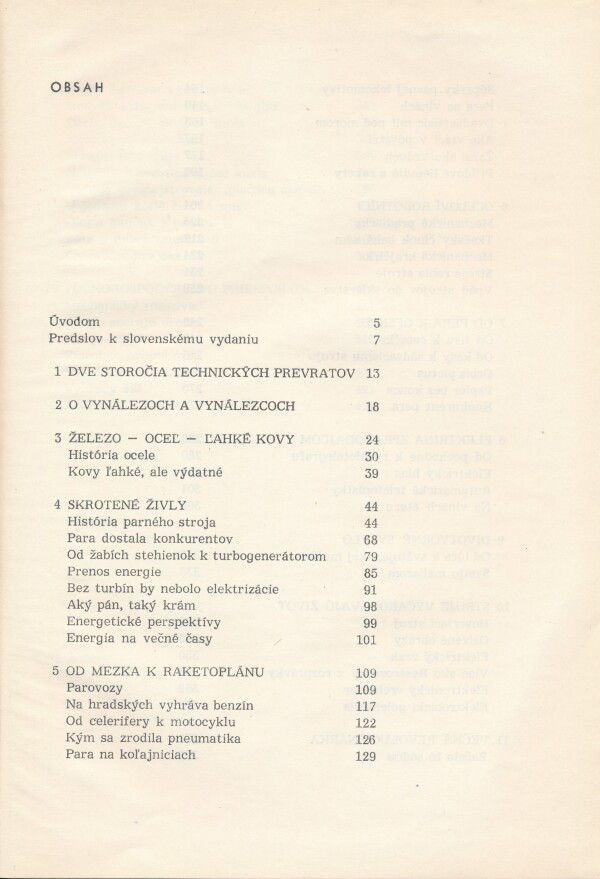 OBSAH
Úvodom 5
Predslov k slovenskému vydaniu 7
1 DVE STOROČIA TECHNICKÝCH PREVRATOV 13
2 O VYNÁLEZOCH A VYNÁLEZCOCH 18
3 ŽELEZO — OCEĽ — ĽAHKÉ KOVY 24
História ocele 30
Kovy ľahké, ale výdatné 39
4 SKROTENÉ ŽIVLY 44
História parného stroja 44
Para dostala konkurentov 68
Od žabích stehienok k turbogenerátorom 79
Prenos energie 85
Bez turbín by nebolo elektrizácie 91
Aký pán, taký krám 98
Energetické perspektívy 99
Energia na večné časy 101
5 OD MEZKA K RAKETOPLÁNU 109
Parovozy 109
Na hradských vyhráva benzín 117
Od celerifery k motocyklu 122
Kým sa zrodila pneumatika 126
Para na koľajniciach 129